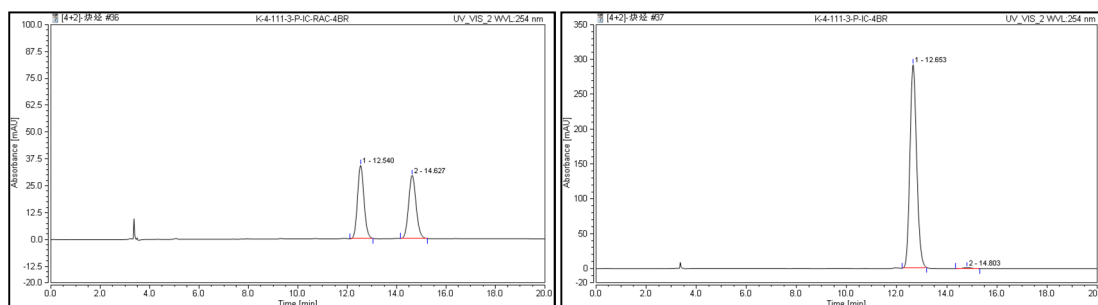 [4+2]-炔烃 #36 K-4-111-3-P-IC-RAC-4BR UV_VIS_2 WVL:254 nm
100.0
87.5
75.0
62.5
50.0
37.5
25.0
12.5
0.0
-12.5
-20.0
Absorbance [mAU]
1 - 12.540
2 - 14.627
0.0 2.0 4.0 6.0 8.0 10.0 12.0 14.0 16.0 18.0 20.0
Time [min]
[4+2]-炔烃 #37 K-4-111-3-P-IC-4BR UV_VIS_2 WVL:254 nm
350
300
250
200
150
100
50
0
-20
Absorbance [mAU]
1 - 12.653
2 - 14.803
0.0 2.0 4.0 6.0 8.0 10.0 12.0 14.0 16.0 18.0 20.0
Time [min]